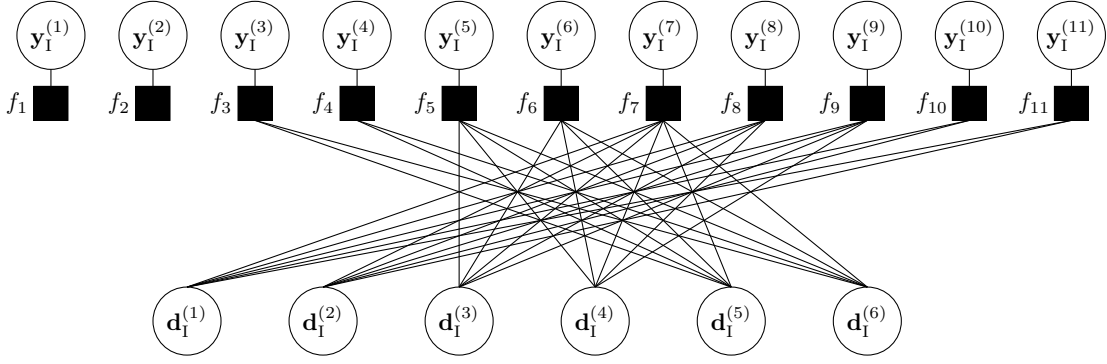 y_I^(1) y_I^(2) y_I^(3) y_I^(4) y_I^(5) y_I^(6) y_I^(7) y_I^(8) y_I^(9) y_I^(10) y_I^(11)
f_1 f_2 f_3 f_4 f_5 f_6 f_7 f_8 f_9 f_10 f_11
d_I^(1) d_I^(2) d_I^(3) d_I^(4) d_I^(5) d_I^(6)